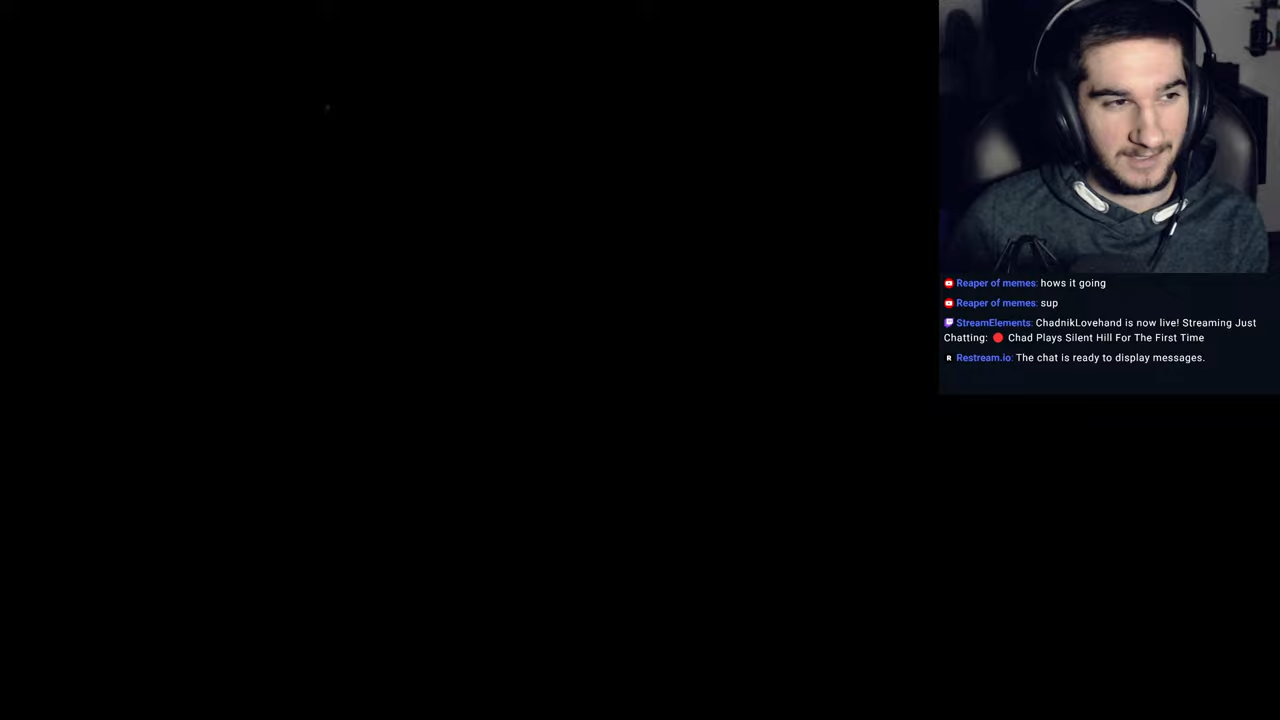 Reaper of memes: hows it going
Reaper of memes: sup
StreamElements: ChadnikLovehand is now live! Streaming Just
Chatting: 🔴 Chad Plays Silent Hill For The First Time
R Restream.io: The chat is ready to display messages.